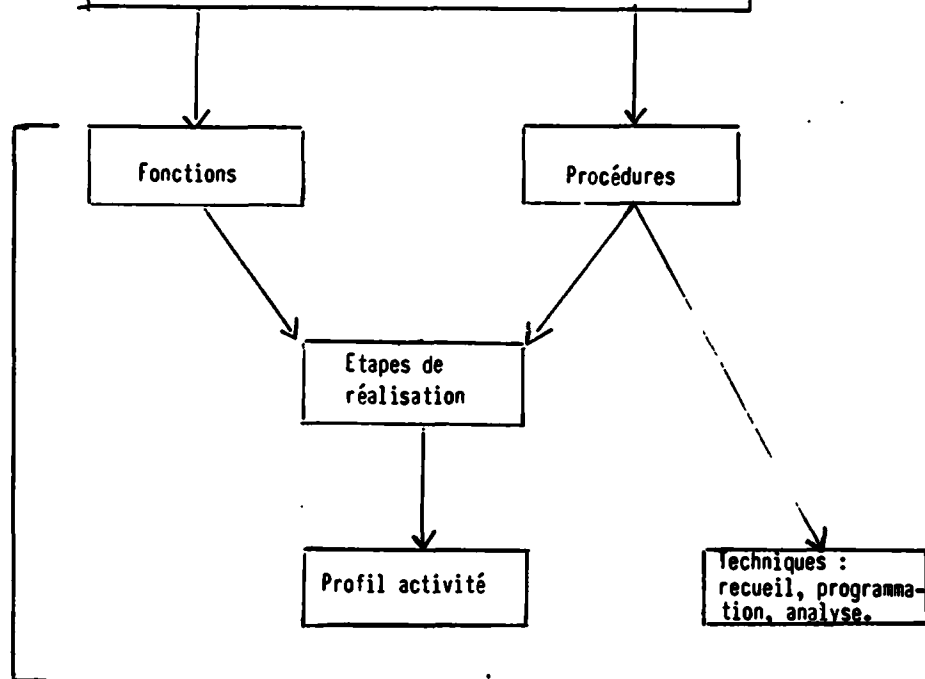 Fonctions
Procédures
Etapes de
réalisation
Profil activité
Techniques :
recueil, programma-
tion, analyse.